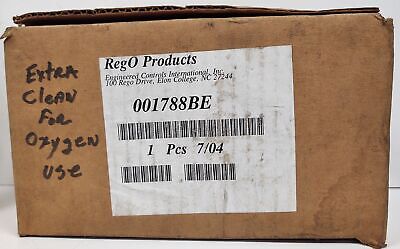 RegO Products
Engineered Controls International, Inc.
100 Rego Drive, Elon College, NC 27244
001788BE
1 Pcs 7/04
EXTRA
CLEAN
For
Oxygen
USE